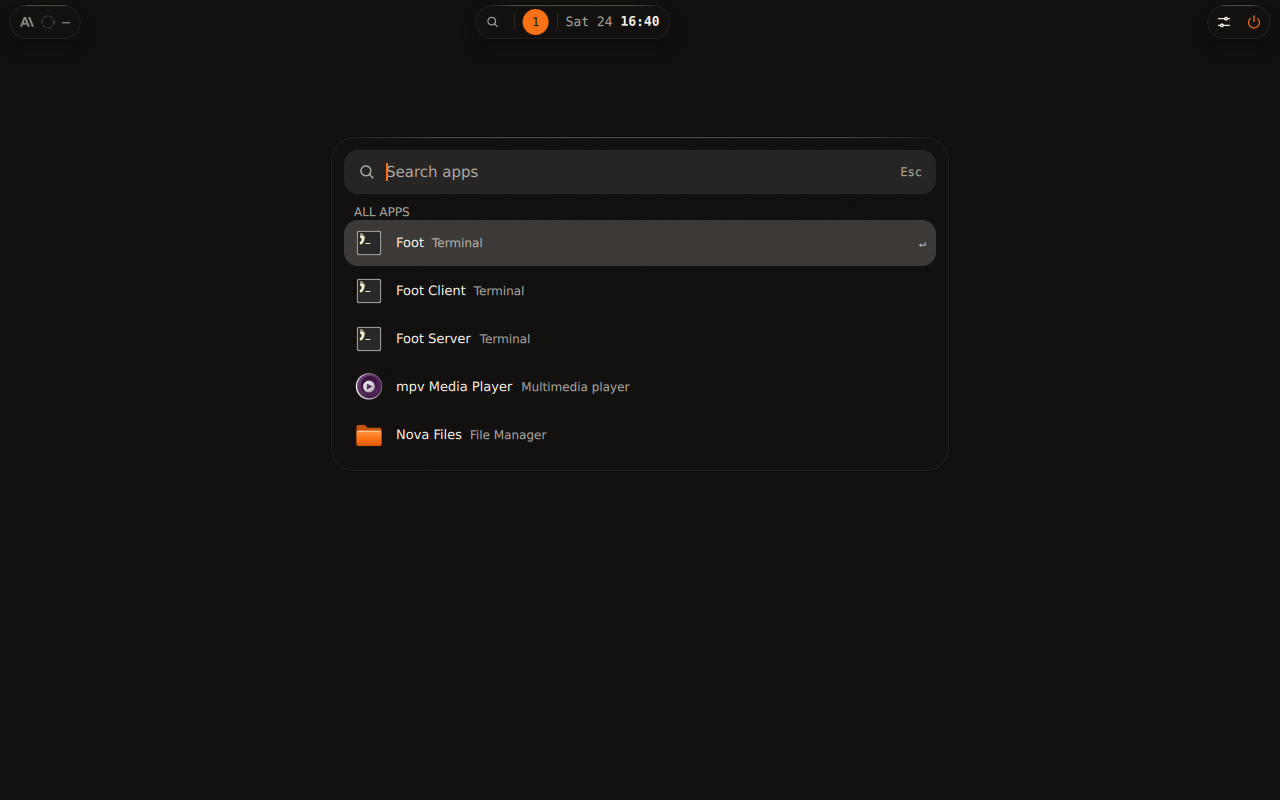 A\ –
1 Sat 24 16:40
Search apps Esc
ALL APPS
Foot Terminal ↵
Foot Client Terminal
Foot Server Terminal
mpv Media Player Multimedia player
Nova Files File Manager